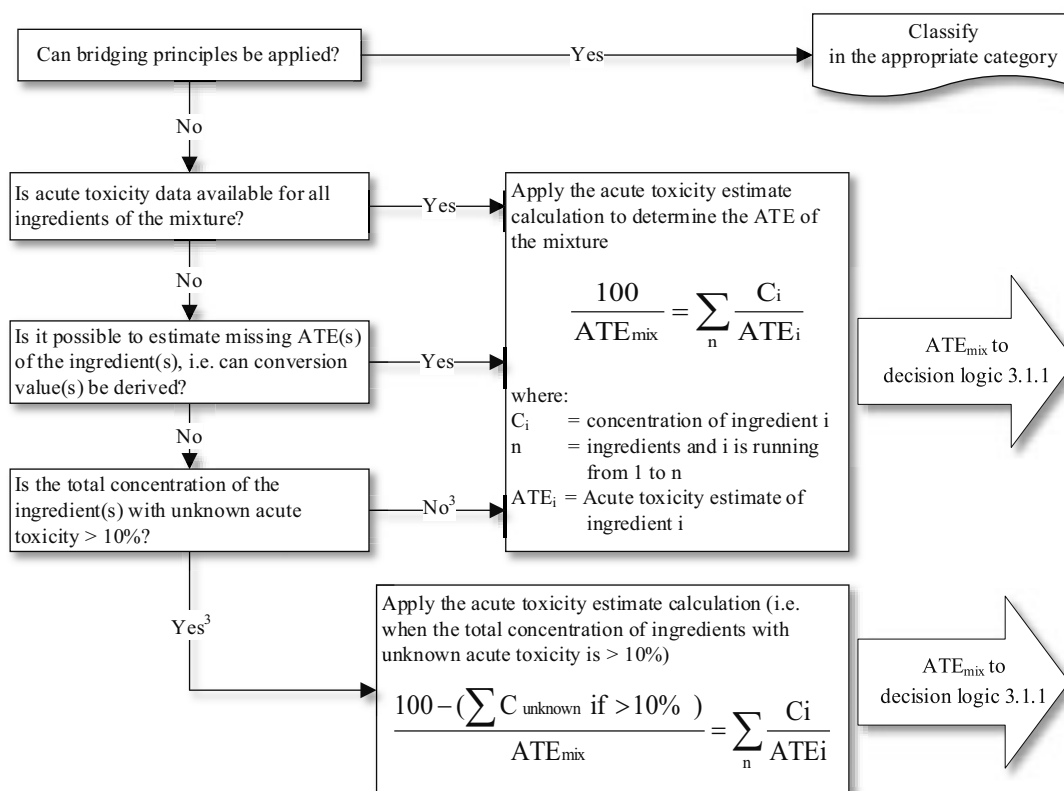 Can bridging principles be applied?
Yes
Classify
in the appropriate category
No
Is acute toxicity data available for all
ingredients of the mixture?
Yes
Apply the acute toxicity estimate
calculation to determine the ATE of
the mixture
100 / ATEmix = ∑n Ci / ATEi
where:
Ci = concentration of ingredient i
n = ingredients and i is running
from 1 to n
ATEi = Acute toxicity estimate of
ingredient i
ATEmix to
decision logic 3.1.1
No
Is it possible to estimate missing ATE(s)
of the ingredient(s), i.e. can conversion
value(s) be derived?
Yes
No
Is the total concentration of the
ingredient(s) with unknown acute
toxicity > 10%?
No³
Yes³
Apply the acute toxicity estimate calculation (i.e.
when the total concentration of ingredients with
unknown acute toxicity is > 10%)
100 – (∑ C unknown if >10% ) / ATEmix = ∑n Ci / ATEi
ATEmix to
decision logic 3.1.1